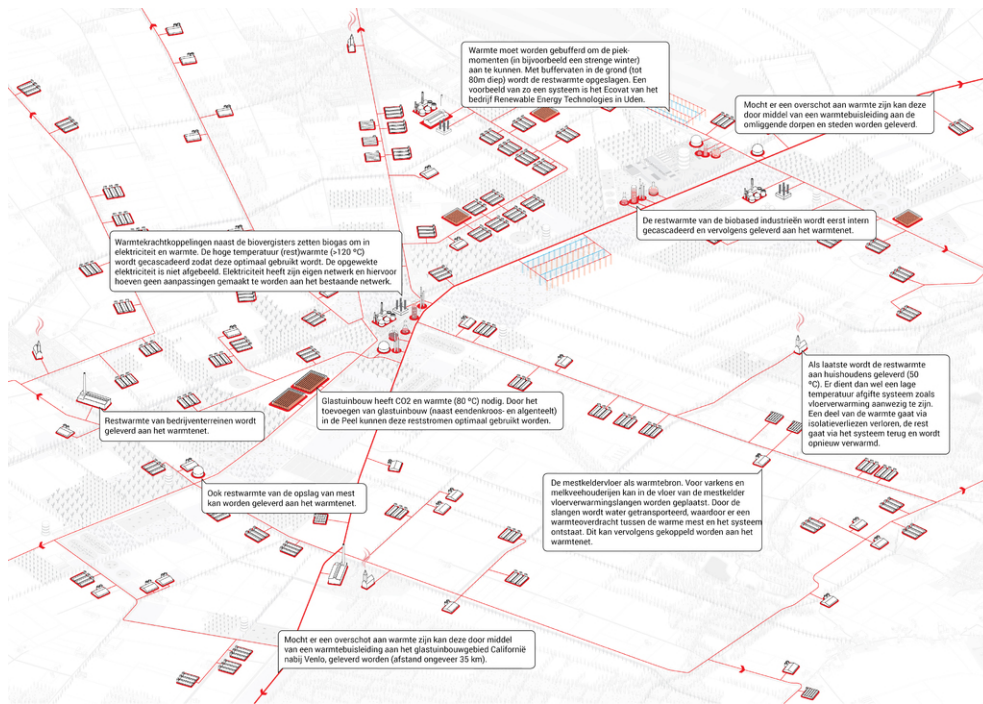 Warmte moet worden gebufferd om de piek-
momenten (in bijvoorbeeld een strenge winter)
aan te kunnen. Met buffervaten in de grond (tot
80m diep) wordt de restwarmte opgeslagen. Een
voorbeeld van zo een systeem is het Ecovat van het
bedrijf Renewable Energy Technologies in Uden.
Mocht er een overschot aan warmte zijn kan deze
door middel van een warmtebuisleiding aan de
omliggende dorpen en steden worden geleverd.
De restwarmte van de biobased industrieën wordt eerst intern
gecascadeerd en vervolgens geleverd aan het warmtenet.
Warmtekrachtkoppelingen naast de biovergisters zetten biogas om in
elektriciteit en warmte. De hoge temperatuur (rest)warmte (>120 ºC)
wordt gecascadeerd zodat deze optimaal gebruikt wordt. De opgewekte
elektriciteit is niet afgebeeld. Elektriciteit heeft zijn eigen netwerk en hiervoor
hoeven geen aanpassingen gemaakt te worden aan het bestaande netwerk.
Als laatste wordt de restwarmte
aan huishoudens geleverd (50
ºC). Er dient dan wel een lage
temperatuur afgifte systeem zoals
vloerverwarming aanwezig te zijn.
Een deel van de warmte gaat via
isolatieverliezen verloren, de rest
gaat via het systeem terug en wordt
opnieuw verwarmd.
Glastuinbouw heeft CO2 en warmte (80 ºC) nodig. Door het
toevoegen van glastuinbouw (naast eendenkroos- en algenteelt)
in de Peel kunnen deze reststromen optimaal gebruikt worden.
Restwarmte van bedrijventerreinen wordt
geleverd aan het warmtenet.
De mestkeldervloer als warmtebron. Voor varkens en
melkveehouderijen kan in de vloer van de mestkelder
vloerverwarmingslangen worden geplaatst. Door de
slangen wordt water getransporteerd, waardoor er een
warmteoverdracht tussen de warme mest en het systeem
ontstaat. Dit kan vervolgens gekoppeld worden aan het
warmtenet.
Ook restwarmte van de opslag van mest
kan worden geleverd aan het warmtenet.
Mocht er een overschot aan warmte zijn kan deze door middel
van een warmtebuisleiding aan het glastuinbouwgebied Californië
nabij Venlo, geleverd worden (afstand ongeveer 35 km).